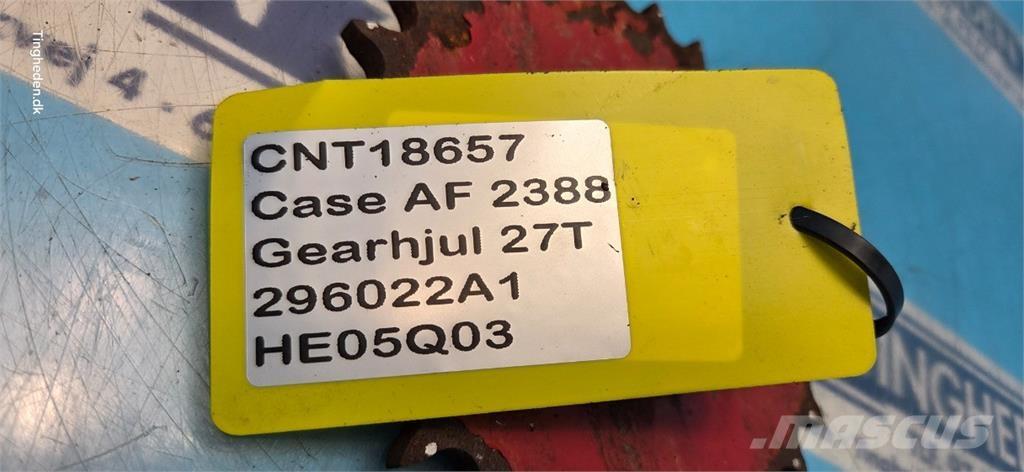 Tingheden.dk
CNT18657
Case AF 2388
Gearhjul 27T
296022A1
HE05Q03
MASCUS